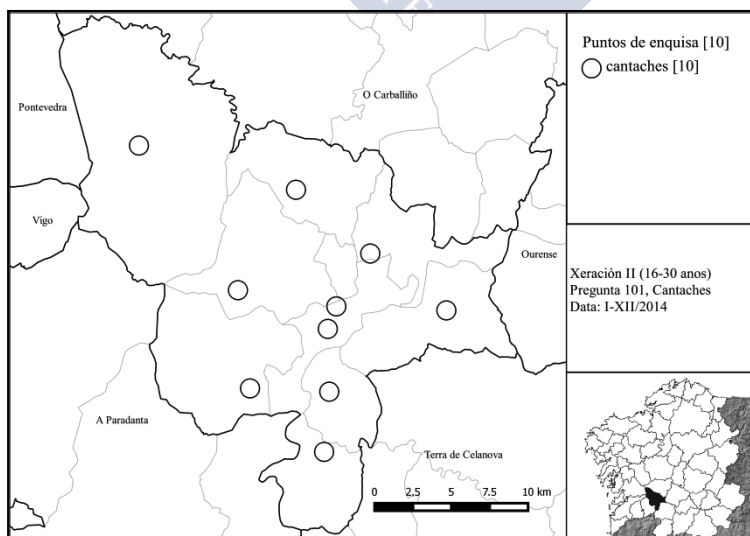 Puntos de enquisa [10]
cantaches [10]
O Carballiño
Pontevedra
Vigo
Ourense
Xeración II (16-30 anos)
Pregunta 101, Cantaches
Data: I-XII/2014
A Paradanta
Terra de Celanova
0 2.5 5 7.5 10 km